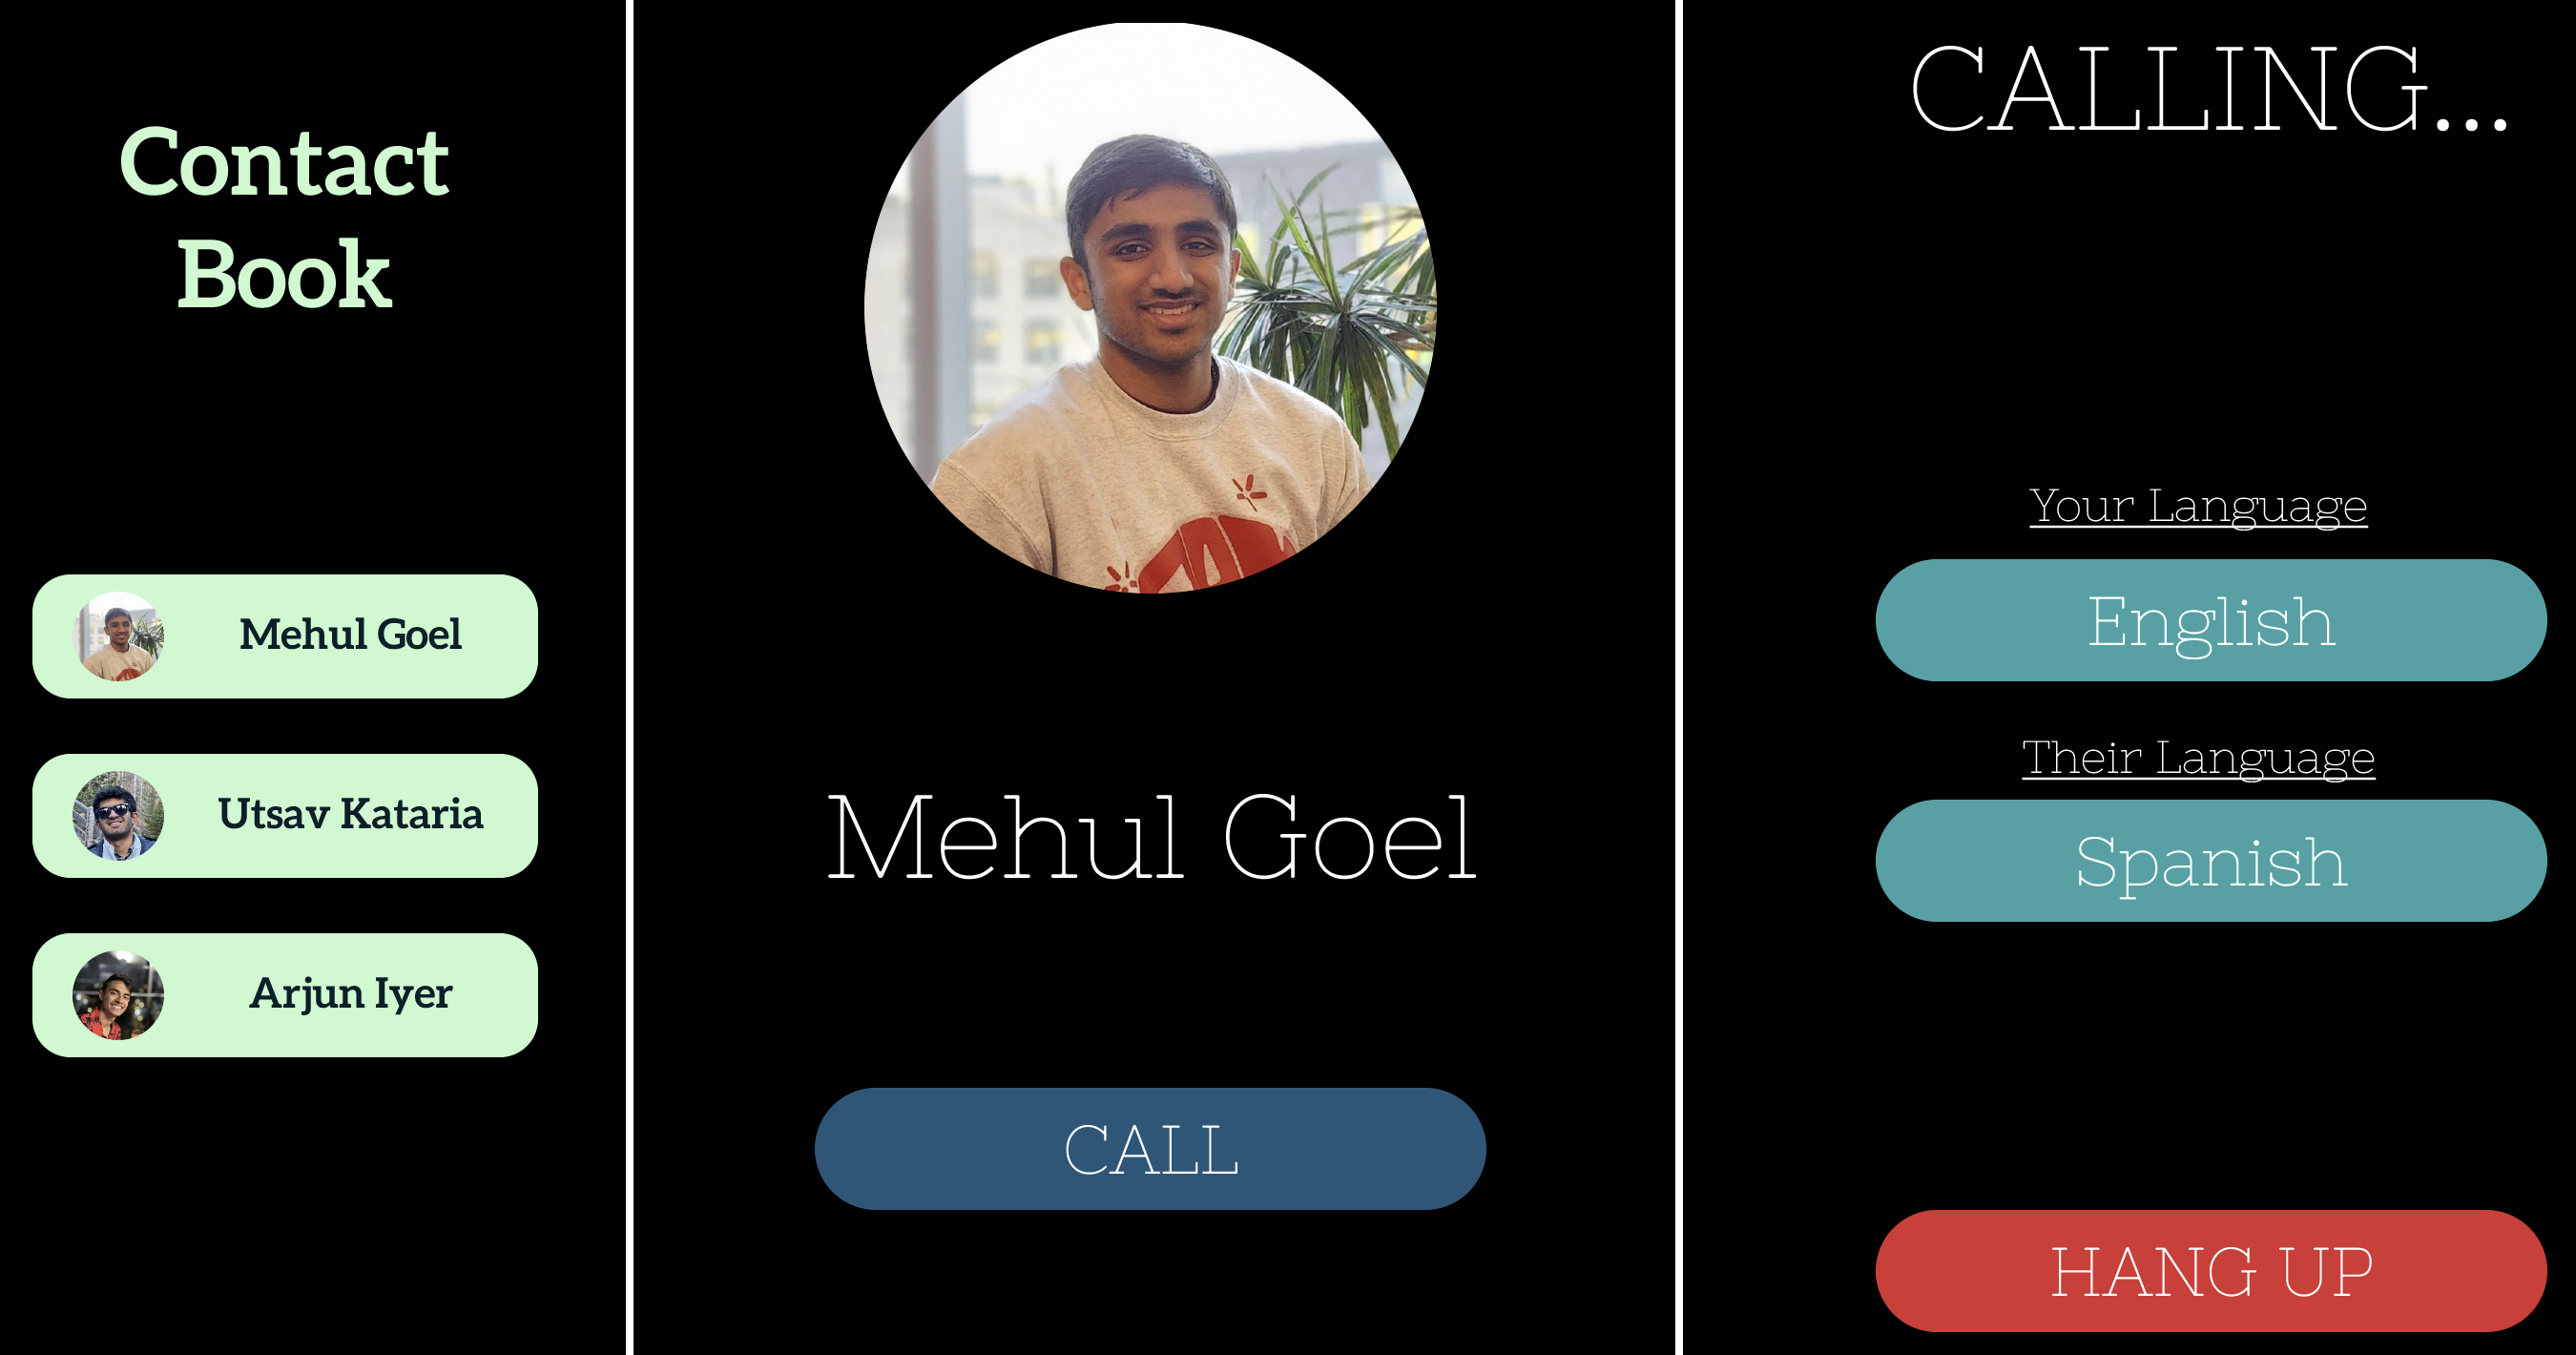 Contact
Book
Mehul Goel
Utsav Kataria
Arjun Iyer
Mehul Goel
CALL
CALLING...
Your Language
English
Their Language
Spanish
HANG UP